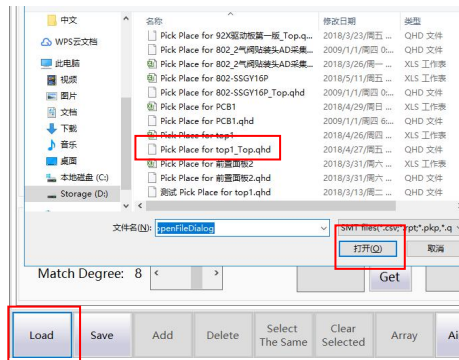 中文
WPS云文档
此电脑
视频
图片
文档
下载
音乐
桌面
本地磁盘 (C:)
Storage (D:)
名称 修改日期 类型
Pick Place for 92X驱动板第一版_Top.q... 2018/3/23/周五 ... QHD 文件
Pick Place for 802_2气阀贴装头AD采集... 2009/1/1/周四 0:... QHD 文件
Pick Place for 802_2气阀贴装头AD采集... 2018/3/26/周一 ... XLS 工作表
Pick Place for 802-SSGY16P 2018/5/11/周五 ... XLS 工作表
Pick Place for 802-SSGY16P_Top.qhd 2009/1/1/周四 0:... QHD 文件
Pick Place for PCB1 2018/4/29/周日 ... XLS 工作表
Pick Place for PCB1.qhd 2009/1/1/周四 6:... QHD 文件
Pick Place for top1 2018/4/26/周四 ... XLS 工作表
Pick Place for top1_Top.qhd 2018/4/27/周五 ... QHD 文件
Pick Place for 前置面板2 2018/3/31/周六 ... XLS 工作表
Pick Place for 前置面板2.qhd 2018/3/31/周六 ... QHD 文件
测试 Pick Place for top1.qhd 2018/3/13/周二 ... QHD 文件
文件名(N): openFileDialog SMT files(*.csv;*.rpt;*.pkp,*.q
打开(O) 取消
Match Degree: 8 Get
Load Save Add Delete Select The Same Clear Selected Array Ai